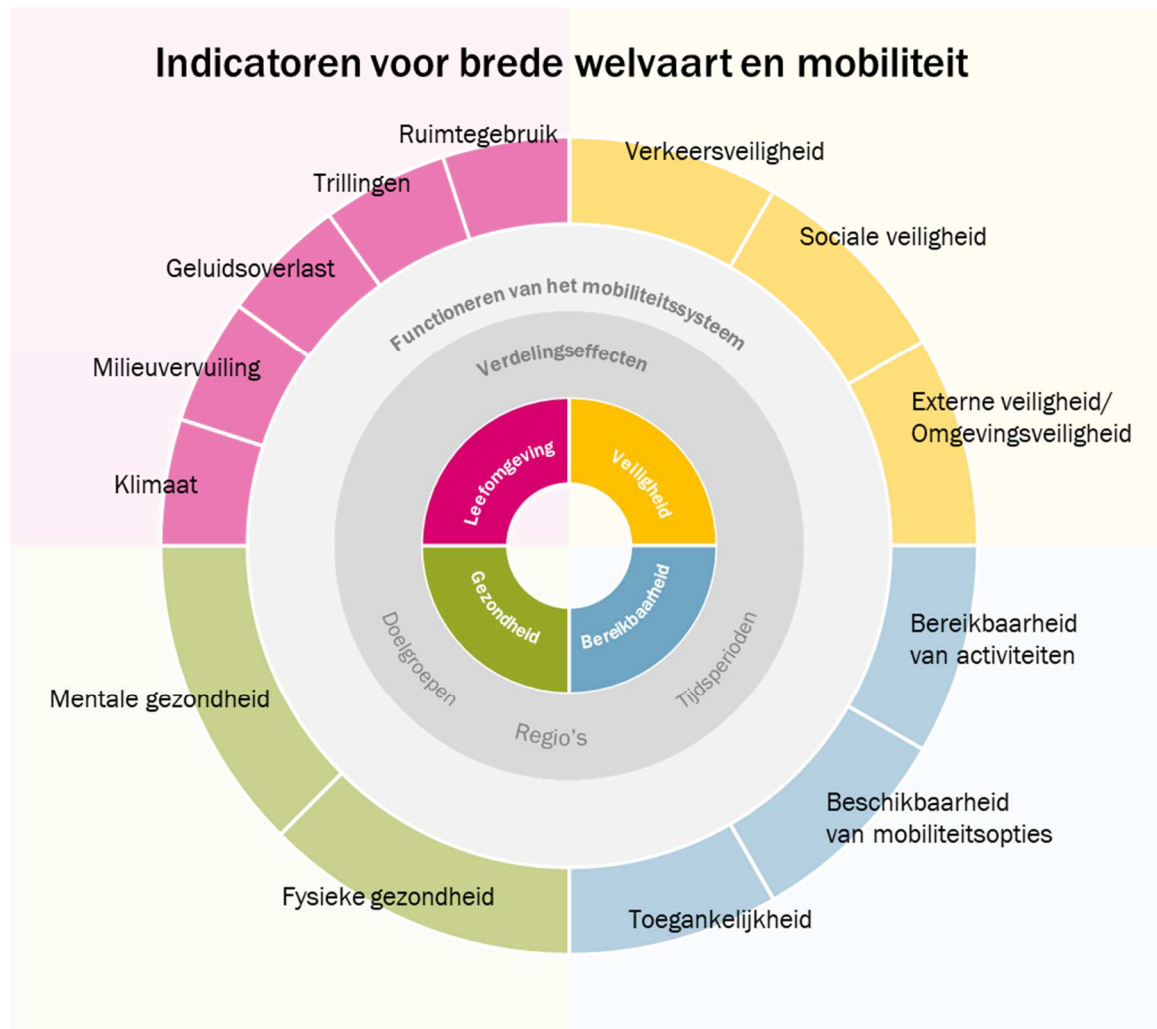 Indicatoren voor brede welvaart en mobiliteit
Ruimtegebruik
Verkeersveiligheid
Trillingen
Sociale veiligheid
Geluidsoverlast
Functioneren van het mobiliteitssysteem
Verdelingseffecten
Milieuvervuiling
Externe veiligheid/
Omgevingsveiligheid
Leefomgeving
Veiligheid
Klimaat
Gezondheid
Bereikbaarheid
Bereikbaarheid
van activiteiten
Doelgroepen
Tijdsperioden
Regio's
Mentale gezondheid
Beschikbaarheid
van mobiliteitsopties
Fysieke gezondheid
Toegankelijkheid